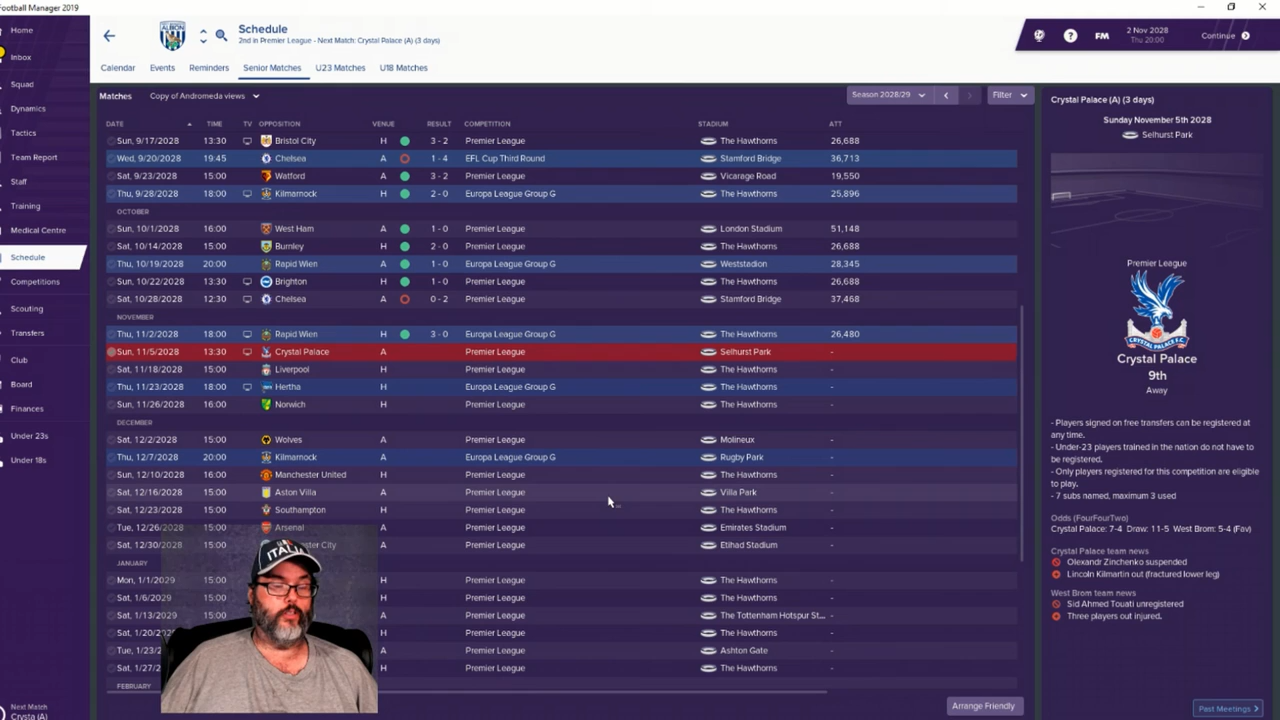 Football Manager 2019
Home
Inbox
Squad
Dynamics
Tactics
Team Report
Staff
Training
Medical Centre
Schedule
Competitions
Scouting
Transfers
Club
Board
Finances
Under 23s
Under 18s
Next Match
Crysta (A)
ALBION
Schedule
2nd in Premier League - Next Match: Crystal Palace (A) (3 days)
? FM 2 Nov 2028
Thu 20:00
Continue
Calendar Events Reminders Senior Matches U23 Matches U18 Matches
Matches Copy of Andromeda views Season 2028/29 Filter
DATE TIME TV OPPOSITION VENUE RESULT COMPETITION STADIUM ATT
Sun, 9/17/2028 13:30 Bristol City H 3 - 2 Premier League The Hawthorns 26,688
Wed, 9/20/2028 19:45 Chelsea A 1 - 4 EFL Cup Third Round Stamford Bridge 36,713
Sat, 9/23/2028 15:00 Watford A 3 - 2 Premier League Vicarage Road 19,550
Thu, 9/28/2028 18:00 Kilmarnock H 2 - 0 Europa League Group G The Hawthorns 25,896
OCTOBER
Sun, 10/1/2028 16:00 West Ham A 1 - 0 Premier League London Stadium 51,148
Sat, 10/14/2028 15:00 Burnley H 2 - 0 Premier League The Hawthorns 26,688
Thu, 10/19/2028 20:00 Rapid Wien A 1 - 0 Europa League Group G Weststadion 28,345
Sun, 10/22/2028 13:30 Brighton H 1 - 0 Premier League The Hawthorns 26,688
Sat, 10/28/2028 12:30 Chelsea A 0 - 2 Premier League Stamford Bridge 37,468
NOVEMBER
Thu, 11/2/2028 18:00 Rapid Wien H 3 - 0 Europa League Group G The Hawthorns 26,480
Sun, 11/5/2028 13:30 Crystal Palace A Premier League Selhurst Park -
Sat, 11/18/2028 15:00 Liverpool H Premier League The Hawthorns -
Thu, 11/23/2028 18:00 Hertha H Europa League Group G The Hawthorns -
Sun, 11/26/2028 16:00 Norwich H Premier League The Hawthorns -
DECEMBER
Sat, 12/2/2028 15:00 Wolves A Premier League Molineux -
Thu, 12/7/2028 20:00 Kilmarnock A Europa League Group G Rugby Park -
Sun, 12/10/2028 16:00 Manchester United H Premier League The Hawthorns -
Sat, 12/16/2028 15:00 Aston Villa A Premier League Villa Park -
Sat, 12/23/2028 15:00 Southampton H Premier League The Hawthorns -
Tue, 12/26/2028 15:00 Arsenal A Premier League Emirates Stadium -
Sat, 12/30/2028 15:00 ster City A Premier League Etihad Stadium -
JANUARY
Mon, 1/1/2029 15:00 H Premier League The Hawthorns -
Sat, 1/6/2029 15:00 H Premier League The Hawthorns -
Sat, 1/13/2029 15:00 A Premier League The Tottenham Hotspur St... -
Sat, 1/20/202 H Premier League The Hawthorns -
Tue, 1/23/2 A Premier League Ashton Gate -
Sat, 1/27/2 H Premier League The Hawthorns -
FEBRUARY
ITALIA
Arrange Friendly
Crystal Palace (A) (3 days)
Sunday November 5th 2028
Selhurst Park
Premier League
CRYSTAL PALACE F.C.
Crystal Palace
9th
Away
- Players signed on free transfers can be registered at
any time.
- Under-23 players trained in the nation do not have to
be registered.
- Only players registered for this competition are eligible
to play.
- 7 subs named, maximum 3 used
Odds (FourFourTwo)
Crystal Palace: 7-4 Draw: 11-5 West Brom: 5-4 (Fav)
Crystal Palace team news
Olexandr Zinchenko suspended
Lincoln Kilmartin out (fractured lower leg)
West Brom team news
Sid Ahmed Touati unregistered
Three players out injured.
Past Meetings